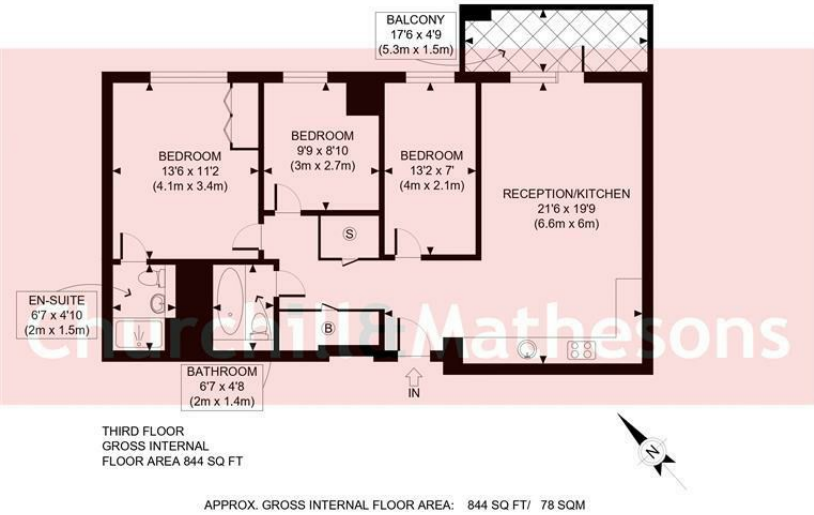 BALCONY
17'6 x 4'9
(5.3m x 1.5m)
BEDROOM
13'6 x 11'2
(4.1m x 3.4m)
BEDROOM
9'9 x 8'10
(3m x 2.7m)
BEDROOM
13'2 x 7'
(4m x 2.1m)
RECEPTION/KITCHEN
21'6 x 19'9
(6.6m x 6m)
S
EN-SUITE
6'7 x 4'10
(2m x 1.5m)
B
Churchill & Mathesons
BATHROOM
6'7 x 4'8
(2m x 1.4m)
IN
THIRD FLOOR
GROSS INTERNAL
FLOOR AREA 844 SQ FT
N
APPROX. GROSS INTERNAL FLOOR AREA: 844 SQ FT/ 78 SQM